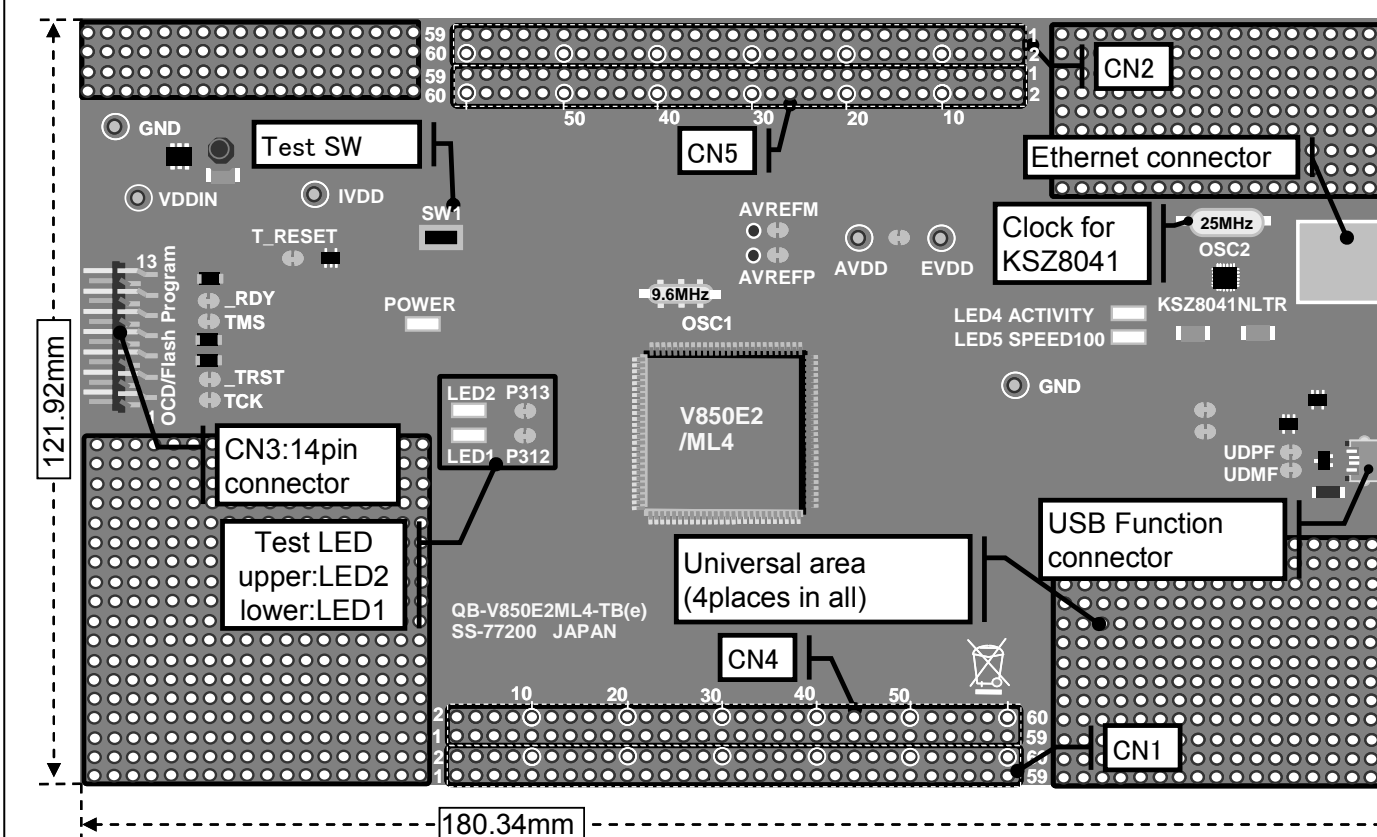 59
1
60
2
59
1
60
2
50
40
30
20
10
CN2
GND
Test SW
CN5
Ethernet connector
VDDIN
IVDD
SW1
AVREFM
AVREFP
AVDD
EVDD
Clock for
KSZ8041
25MHz
OSC2
KSZ8041NLTR
T_RESET
13
_RDY
TMS
_TRST
TCK
1
OCD/Flash Program
POWER
9.6MHz
OSC1
LED4 ACTIVITY
LED5 SPEED100
GND
121.92mm
LED2 P313
LED1 P312
V850E2
/ML4
UDPF
UDMF
CN3:14pin
connector
Test LED
upper:LED2
lower:LED1
Universal area
(4places in all)
USB Function
connector
QB-V850E2ML4-TB(e)
SS-77200 JAPAN
CN4
10
20
30
40
50
2
60
1
59
2
60
1
59
CN1
180.34mm